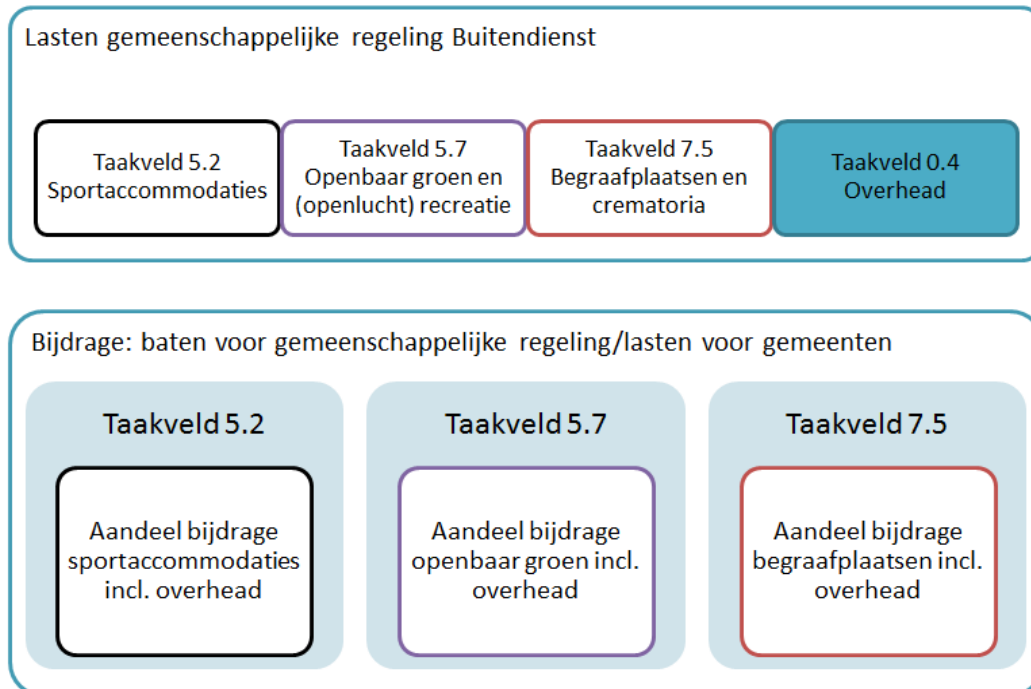 Lasten gemeenschappelijke regeling Buitendienst
Taakveld 5.2
Sportaccommodaties
Taakveld 5.7
Openbaar groen en
(openlucht) recreatie
Taakveld 7.5
Begraafplaatsen en
crematoria
Taakveld 0.4
Overhead
Bijdrage: baten voor gemeenschappelijke regeling/lasten voor gemeenten
Taakveld 5.2
Aandeel bijdrage
sportaccommodaties
incl. overhead
Taakveld 5.7
Aandeel bijdrage
openbaar groen incl.
overhead
Taakveld 7.5
Aandeel bijdrage
begraafplaatsen incl.
overhead